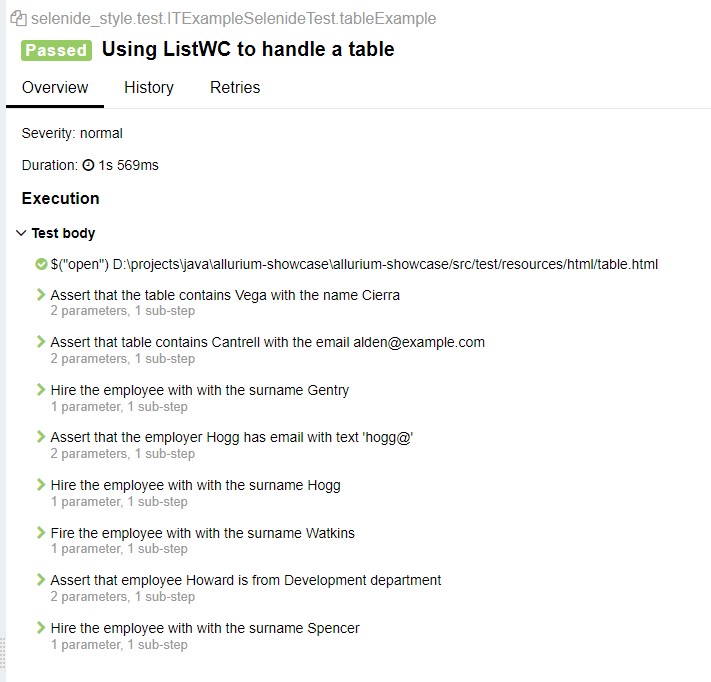 selenide_style.test.ITExampleSelenideTest.tableExample
Passed Using ListWC to handle a table
Overview History Retries
Severity: normal
Duration: 1s 569ms
Execution
Test body
$("open") D:\projects\java\allurium-showcase\allurium-showcase/src/test/resources/html/table.html
Assert that the table contains Vega with the name Cierra
2 parameters, 1 sub-step
Assert that table contains Cantrell with the email alden@example.com
2 parameters, 1 sub-step
Hire the employee with with the surname Gentry
1 parameter, 1 sub-step
Assert that the employer Hogg has email with text 'hogg@'
2 parameters, 1 sub-step
Hire the employee with with the surname Hogg
1 parameter, 1 sub-step
Fire the employee with with the surname Watkins
1 parameter, 1 sub-step
Assert that employee Howard is from Development department
2 parameters, 1 sub-step
Hire the employee with with the surname Spencer
1 parameter, 1 sub-step